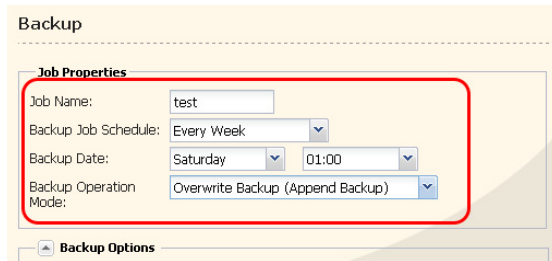 Backup
Job Properties
Job Name: test
Backup Job Schedule: Every Week
Backup Date: Saturday 01:00
Backup Operation Overwrite Backup (Append Backup)
Mode:
Backup Options